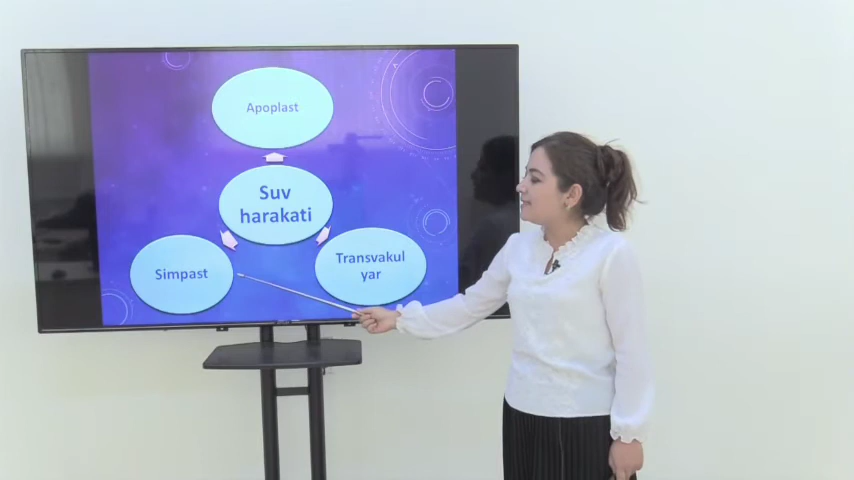 Apoplast
Suv
harakati
Simpast
Transvakul
yar